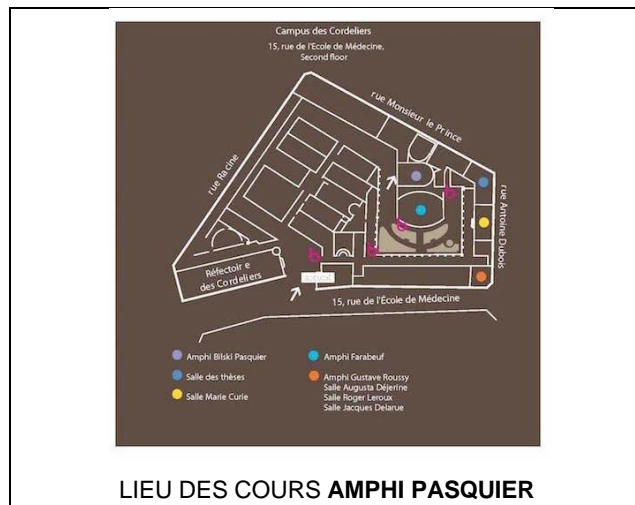 Campus des Cordeliers
15, rue de l'Ecole de Médecine,
Second floor
rue Monsieur le Prince
rue Racine
rue Antoine Dubois
Réfectoir e
des Cordeliers
15, rue de l'École de Médecine
Amphi Bilski Pasquier
Amphi Farabeuf
Salle des thèses
Amphi Gustave Roussy
Salle Augusta Déjerine
Salle Marie Curie
Salle Roger Leroux
Salle Jacques Delarue
LIEU DES COURS AMPHI PASQUIER